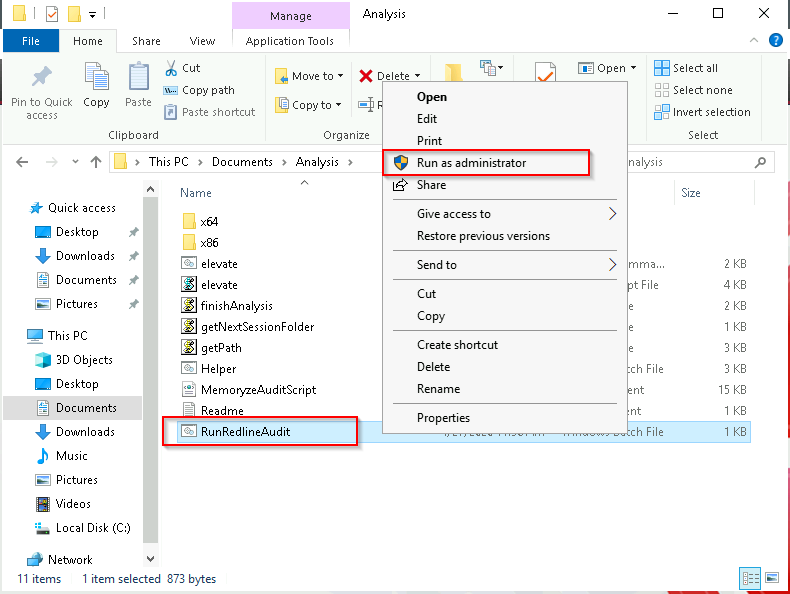 Manage
Analysis
File
Home
Share
View
Application Tools
Pin to Quick access
Copy
Paste
Cut
Copy path
Paste shortcut
Clipboard
Move to
Copy to
Delete
R
Organize
Open
Select all
Select none
Invert selection
Select
This PC > Documents > Analysis >
nalysis
Quick access
Desktop
Downloads
Documents
Pictures
This PC
3D Objects
Desktop
Documents
Downloads
Music
Pictures
Videos
Local Disk (C:)
Network
Name
Size
x64
x86
elevate
mma... 2 KB
elevate
pt File 4 KB
finishAnalysis
e 2 KB
getNextSessionFolder
e 1 KB
getPath
e 3 KB
Helper
tch File 3 KB
MemoryzeAuditScript
ent 15 KB
Readme
ent 1 KB
RunRedlineAudit
Windows Batch File 1 KB
Open
Edit
Print
Run as administrator
Share
Give access to
Restore previous versions
Send to
Cut
Copy
Create shortcut
Delete
Rename
Properties
11 items
1 item selected 873 bytes